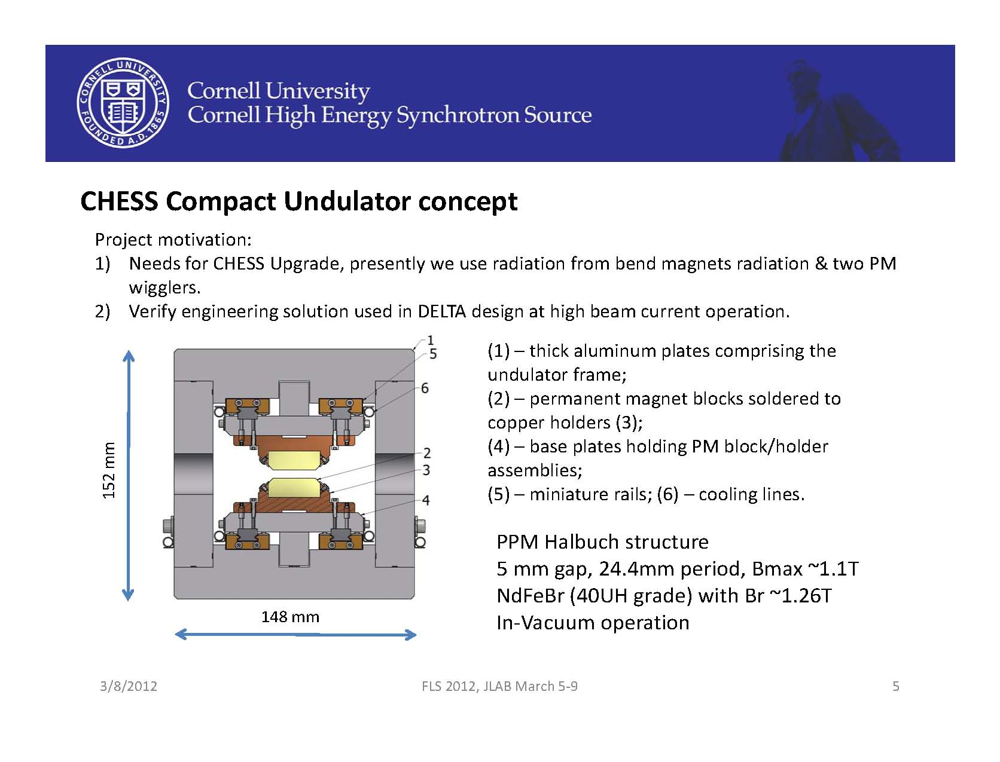 CORNELL UNIVERSITY
FOUNDED A.D. 1865
Cornell University
Cornell High Energy Synchrotron Source
CHESS Compact Undulator concept
Project motivation:
1) Needs for CHESS Upgrade, presently we use radiation from bend magnets radiation & two PM
wigglers.
2) Verify engineering solution used in DELTA design at high beam current operation.
1
5
6
2
3
4
152 mm
148 mm
(1) – thick aluminum plates comprising the
undulator frame;
(2) – permanent magnet blocks soldered to
copper holders (3);
(4) – base plates holding PM block/holder
assemblies;
(5) – miniature rails; (6) – cooling lines.
PPM Halbuch structure
5 mm gap, 24.4mm period, Bmax ~1.1T
NdFeBr (40UH grade) with Br ~1.26T
In-Vacuum operation
3/8/2012
FLS 2012, JLAB March 5-9
5